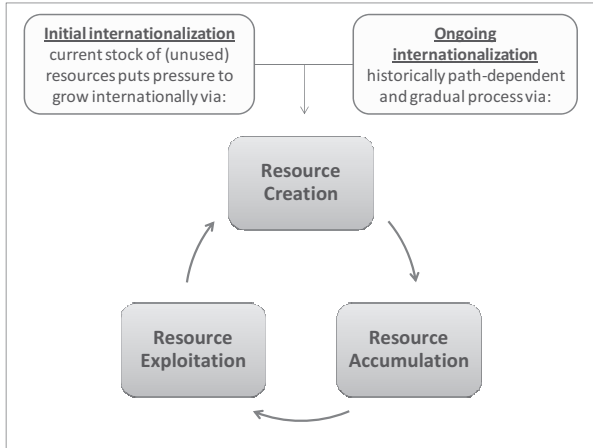 Initial internationalization
current stock of (unused)
resources puts pressure to
grow internationally via:
Ongoing
internationalization
historically path-dependent
and gradual process via:
Resource
Creation
Resource
Exploitation
Resource
Accumulation